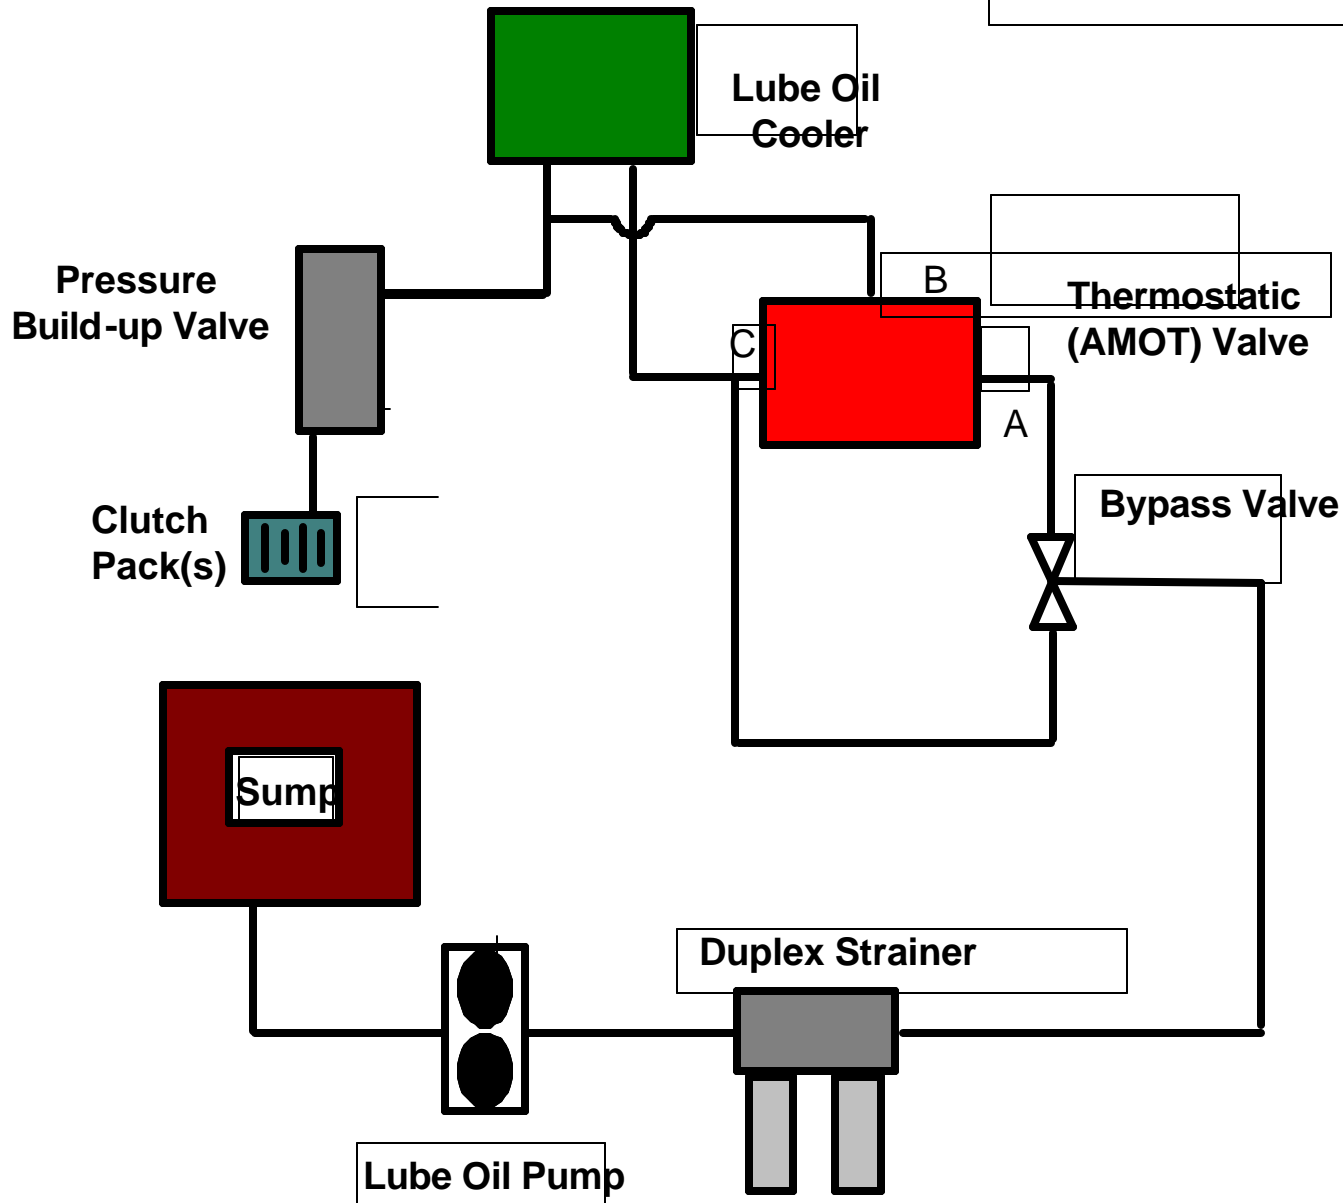 Lube Oil
Cooler
Pressure
Build-up Valve
B
Thermostatic
(AMOT) Valve
C
A
Clutch
Pack(s)
Bypass Valve
Sump
Duplex Strainer
Lube Oil Pump